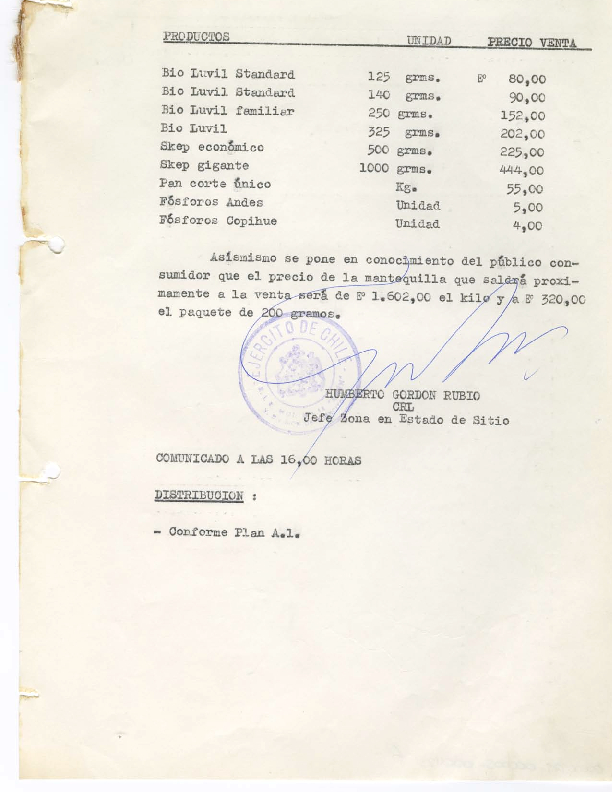 PRODUCTOS UNIDAD PRECIO VENTA
Bio Luvil Standard 125 grms. Eº 80,00
Bio Luvil Standard 140 grms. 90,00
Bio Luvil familiar 250 grms. 152,00
Bio Luvil 325 grms. 202,00
Skep económico 500 grms. 225,00
Skep gigante 1000 grms. 444,00
Pan corte único Kg. 55,00
Fósforos Andes Unidad 5,00
Fósforos Copihue Unidad 4,00
Asísmismo se pone en conocimiento del público con-
sumidor que el precio de la mantequilla que saldrá proxi-
mamente a la venta será de Eº 1.602,00 el kilo y a Eº 320,00
el paquete de 200 gramos.
EJERCITO DE CHILE
HUMBERTO GORDON RUBIO
CRL
Jefe Zona en Estado de Sitio
COMUNICADO A LAS 16,00 HORAS
DISTRIBUCION :
- Conforme Plan A.1.